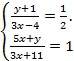 { (y+1)/(3x−4) = 1/2.
(5x+y)/(3x+11) = 1